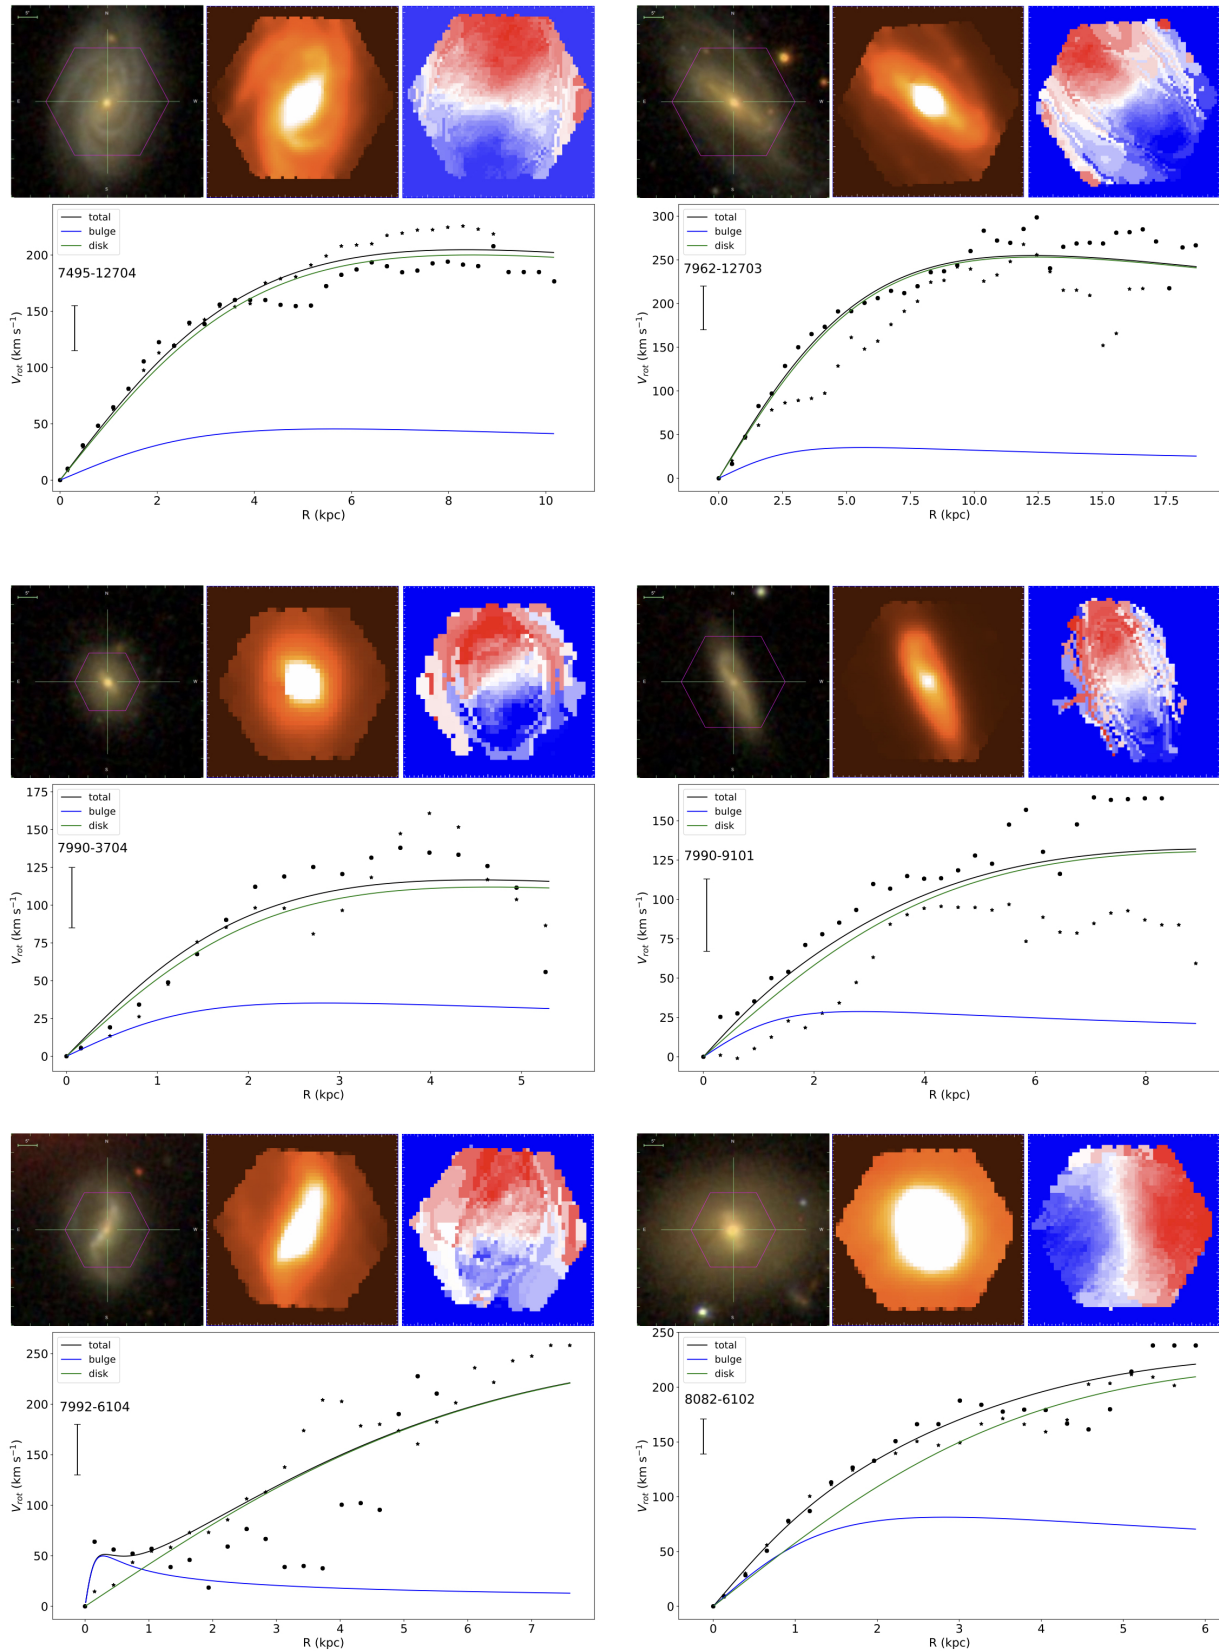 5" N
E W
S
5" N
E W
S
total
bulge
disk
7495-12704
200
150
100
50
0
V_rot (km s⁻¹)
0 2 4 6 8 10
R (kpc)
total
bulge
disk
7962-12703
300
250
200
150
100
50
0
V_rot (km s⁻¹)
0.0 2.5 5.0 7.5 10.0 12.5 15.0 17.5
R (kpc)
5" N
E W
S
5" N
E W
S
total
bulge
disk
7990-3704
175
150
125
100
75
50
25
0
V_rot (km s⁻¹)
0 1 2 3 4 5
R (kpc)
total
bulge
disk
7990-9101
150
125
100
75
50
25
0
V_rot (km s⁻¹)
0 2 4 6 8
R (kpc)
5" N
E W
S
5" N
E W
S
total
bulge
disk
7992-6104
250
200
150
100
50
0
V_rot (km s⁻¹)
0 1 2 3 4 5 6 7
R (kpc)
total
bulge
disk
8082-6102
250
200
150
100
50
0
V_rot (km s⁻¹)
0 1 2 3 4 5 6
R (kpc)